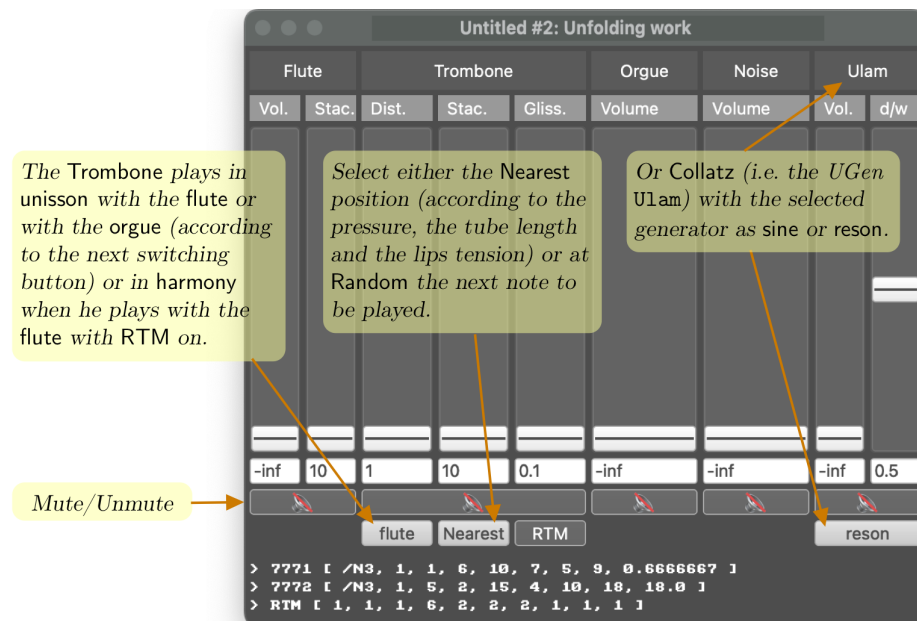 Untitled #2: Unfolding work
Flute Trombone Orgue Noise Ulam
Vol. Stac. Dist. Stac. Gliss. Volume Volume Vol. d/w
The Trombone plays in
unisson with the flute or
with the orgue (according
to the next switching
button) or in harmony
when he plays with the
flute with RTM on.
Select either the Nearest
position (according to the
pressure, the tube length
and the lips tension) or at
Random the next note to
be played.
Or Collatz (i.e. the UGen
Ulam) with the selected
generator as sine or reson.
-inf 10 1 10 0.1 -inf -inf -inf 0.5
Mute/Unmute
flute Nearest RTM reson
> 7771 [ /N3, 1, 1, 6, 10, 7, 5, 9, 0.6666667 ]
> 7772 [ /N3, 1, 5, 2, 15, 4, 10, 18, 18.0 ]
> RTM [ 1, 1, 1, 6, 2, 2, 2, 1, 1, 1 ]